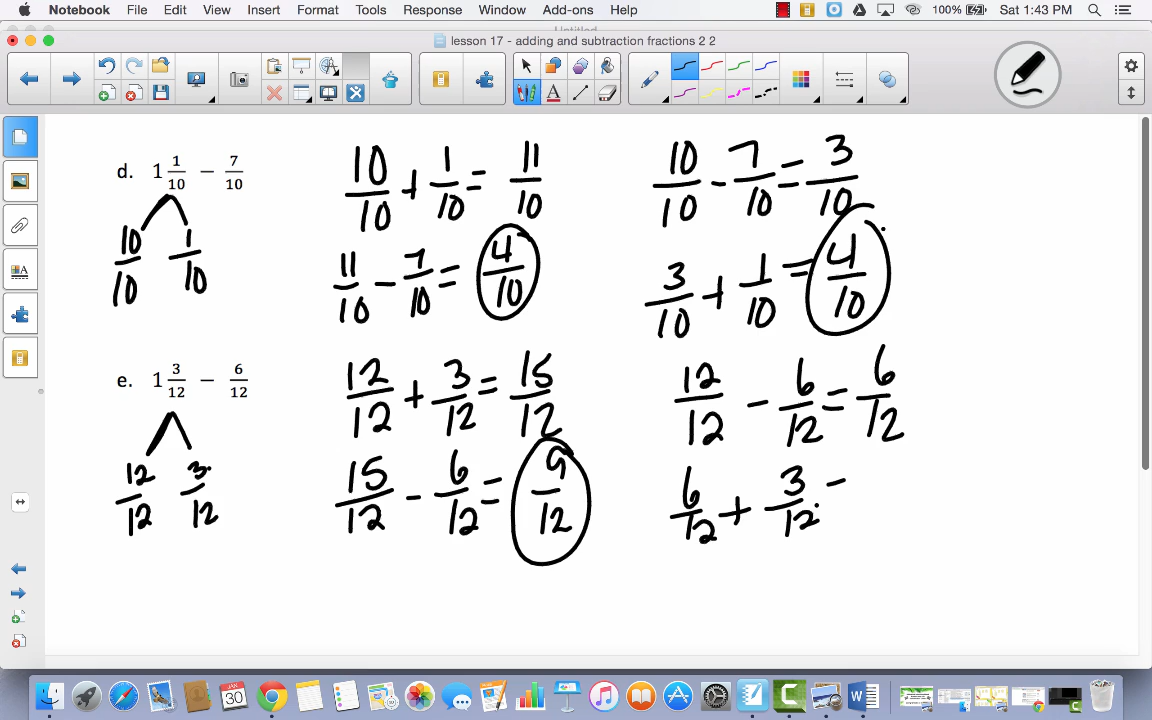 Notebook File Edit View Insert Format Tools Response Window Add-ons Help 100% Sat 1:43 PM
Untitled
lesson 17 - adding and subtraction fractions 2 2
d. 1 1/10 − 7/10
10/10 1/10
10/10 + 1/10 = 11/10
11/10 − 7/10 = 4/10
10/10 − 7/10 = 3/10
3/10 + 1/10 = 4/10
e. 1 3/12 − 6/12
12/12 3/12
12/12 + 3/12 = 15/12
15/12 − 6/12 = 9/12
12/12 − 6/12 = 6/12
6/12 + 3/12 −
JAN
30